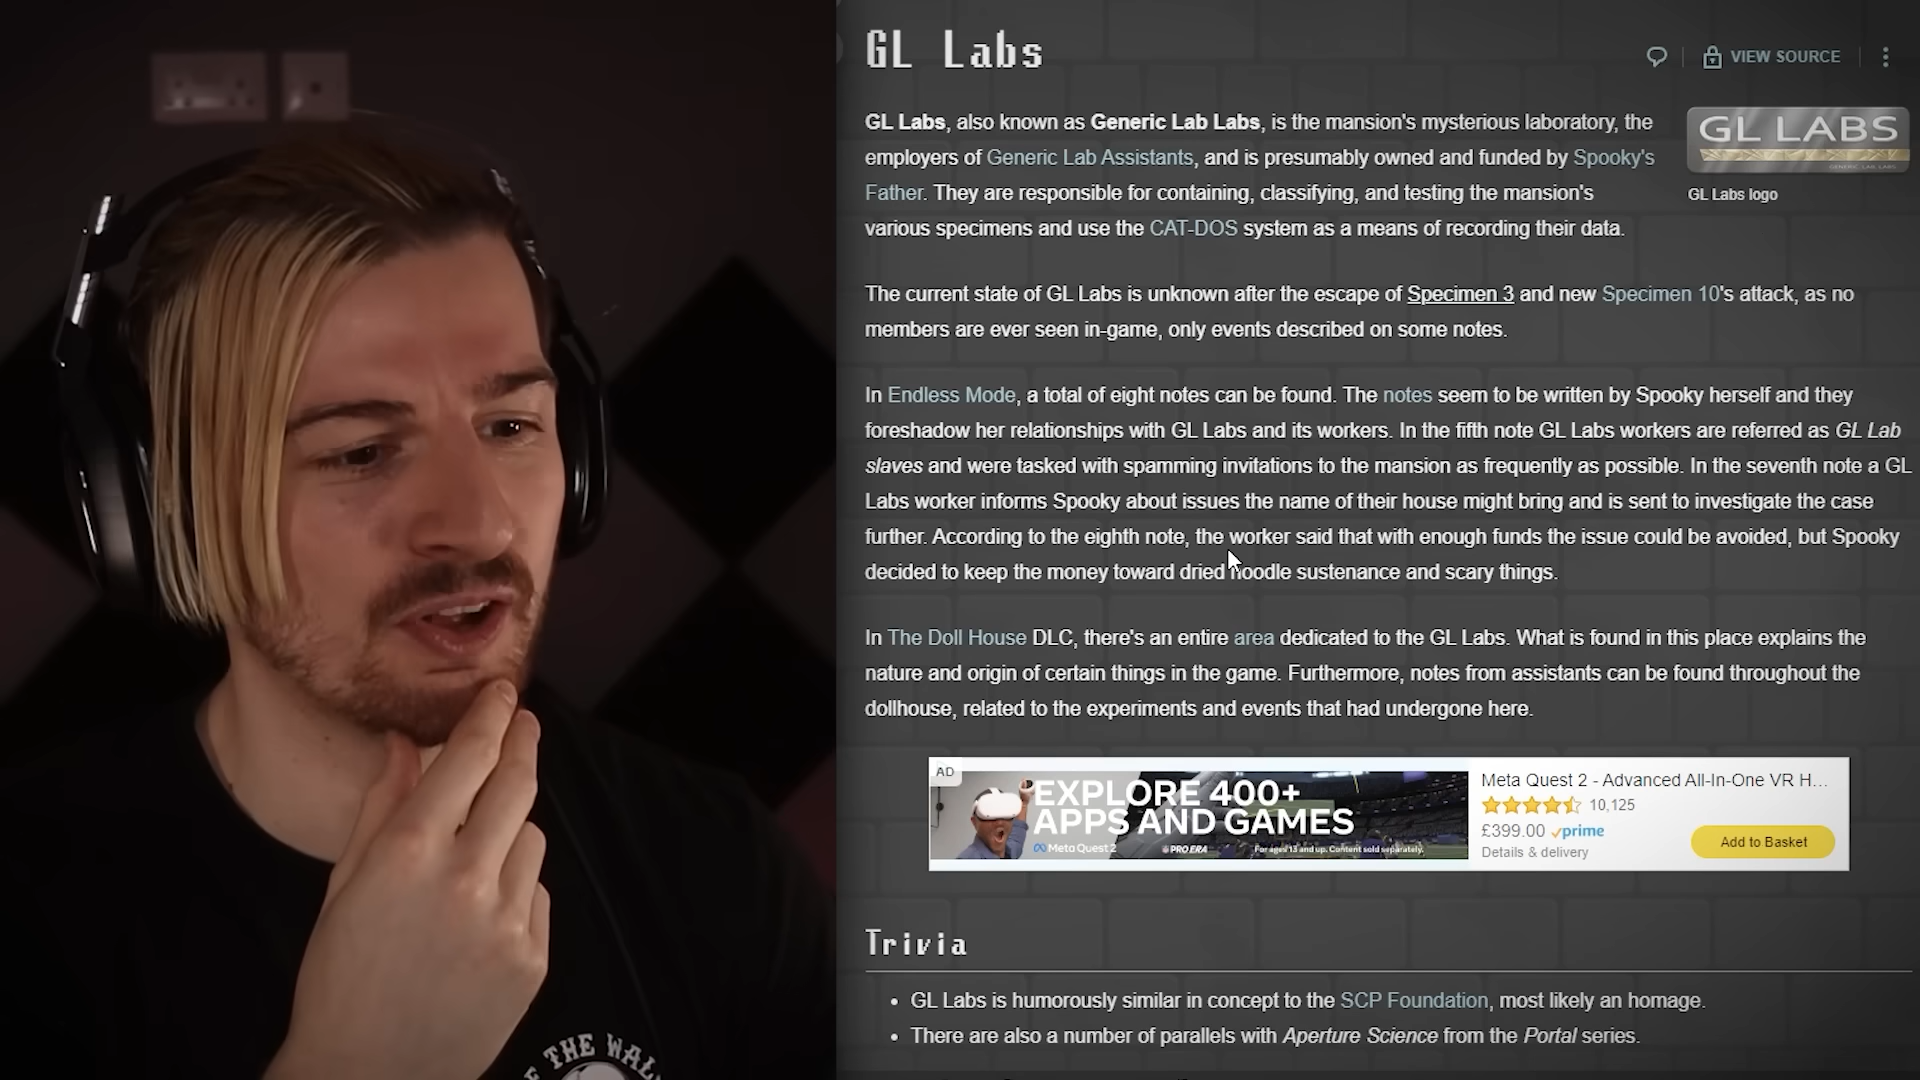 GL Labs
VIEW SOURCE
GL Labs, also known as Generic Lab Labs, is the mansion's mysterious laboratory, the
employers of Generic Lab Assistants, and is presumably owned and funded by Spooky's
Father. They are responsible for containing, classifying, and testing the mansion's
various specimens and use the CAT-DOS system as a means of recording their data.
GL LABS
GENERIC LAB LABS
GL Labs logo
The current state of GL Labs is unknown after the escape of Specimen 3 and new Specimen 10's attack, as no
members are ever seen in-game, only events described on some notes.
In Endless Mode, a total of eight notes can be found. The notes seem to be written by Spooky herself and they
foreshadow her relationships with GL Labs and its workers. In the fifth note GL Labs workers are referred as GL Lab
slaves and were tasked with spamming invitations to the mansion as frequently as possible. In the seventh note a GL
Labs worker informs Spooky about issues the name of their house might bring and is sent to investigate the case
further. According to the eighth note, the worker said that with enough funds the issue could be avoided, but Spooky
decided to keep the money toward dried noodle sustenance and scary things.
In The Doll House DLC, there's an entire area dedicated to the GL Labs. What is found in this place explains the
nature and origin of certain things in the game. Furthermore, notes from assistants can be found throughout the
dollhouse, related to the experiments and events that had undergone here.
AD
EXPLORE 400+
APPS AND GAMES
Meta Quest 2
PRO ERA
For ages 13 and up. Content sold separately.
Meta Quest 2 - Advanced All-In-One VR H...
10,125
£399.00 prime
Details & delivery
Add to Basket
Trivia
• GL Labs is humorously similar in concept to the SCP Foundation, most likely an homage.
• There are also a number of parallels with Aperture Science from the Portal series.
THE WAL